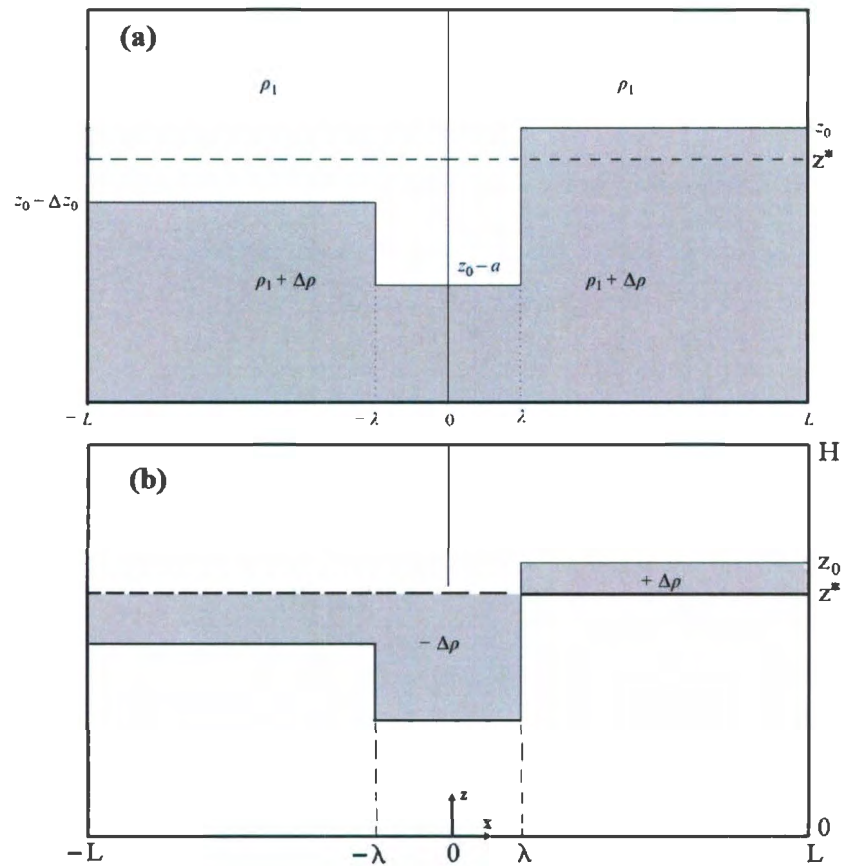 (a)
ρ₁ ρ₁
z₀
z*
z₀ − Δz₀
z₀ − a
ρ₁ + Δρ ρ₁ + Δρ
− L − λ 0 λ L
H
(b)
z₀
+ Δρ
z*
− Δρ
z
x
0
−L −λ 0 λ L